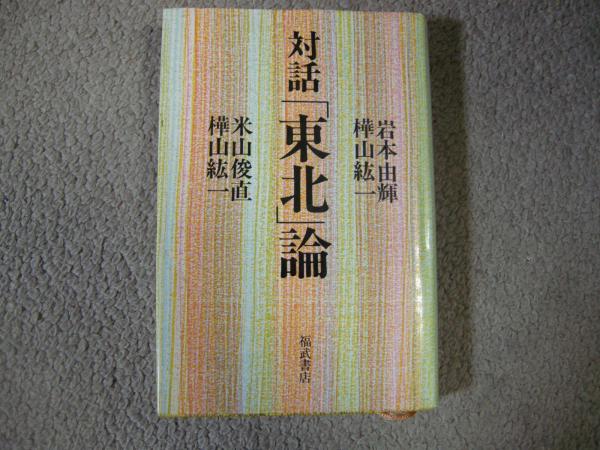 岩本由輝
樺山紘一
対話「東北」論
米山俊直
樺山紘一
福武書店